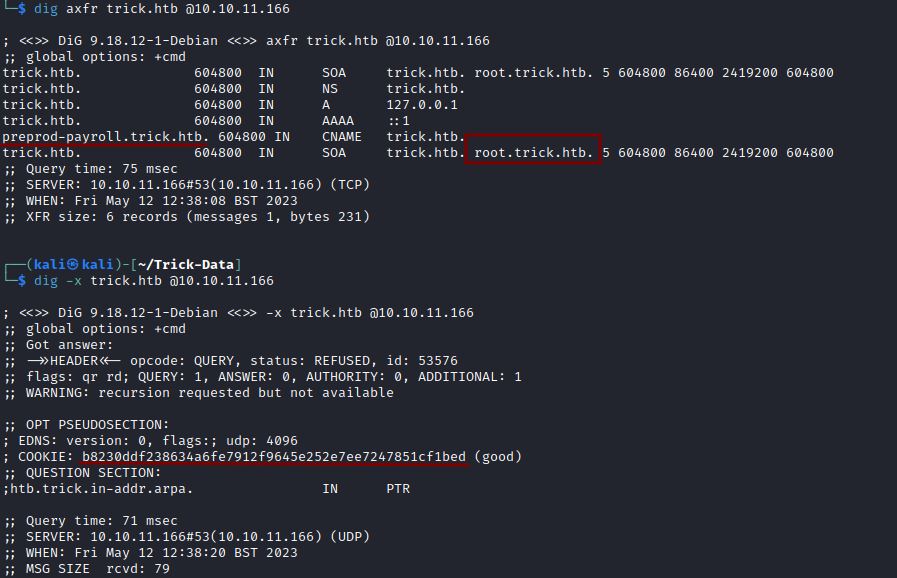 └─$ dig axfr trick.htb @10.10.11.166
; <<>> DiG 9.18.12-1-Debian <<>> axfr trick.htb @10.10.11.166
;; global options: +cmd
trick.htb. 604800 IN SOA trick.htb. root.trick.htb. 5 604800 86400 2419200 604800
trick.htb. 604800 IN NS trick.htb.
trick.htb. 604800 IN A 127.0.0.1
trick.htb. 604800 IN AAAA ::1
preprod-payroll.trick.htb. 604800 IN CNAME trick.htb.
trick.htb. 604800 IN SOA trick.htb. root.trick.htb. 5 604800 86400 2419200 604800
;; Query time: 75 msec
;; SERVER: 10.10.11.166#53(10.10.11.166) (TCP)
;; WHEN: Fri May 12 12:38:08 BST 2023
;; XFR size: 6 records (messages 1, bytes 231)
┌──(kali㉿kali)-[~/Trick-Data]
└─$ dig -x trick.htb @10.10.11.166
; <<>> DiG 9.18.12-1-Debian <<>> -x trick.htb @10.10.11.166
;; global options: +cmd
;; Got answer:
;; ->>HEADER<<- opcode: QUERY, status: REFUSED, id: 53576
;; flags: qr rd; QUERY: 1, ANSWER: 0, AUTHORITY: 0, ADDITIONAL: 1
;; WARNING: recursion requested but not available
;; OPT PSEUDOSECTION:
; EDNS: version: 0, flags:; udp: 4096
; COOKIE: b8230ddf238634a6fe7912f9645e252e7ee7247851cf1bed (good)
;; QUESTION SECTION:
;htb.trick.in-addr.arpa. IN PTR
;; Query time: 71 msec
;; SERVER: 10.10.11.166#53(10.10.11.166) (UDP)
;; WHEN: Fri May 12 12:38:20 BST 2023
;; MSG SIZE rcvd: 79